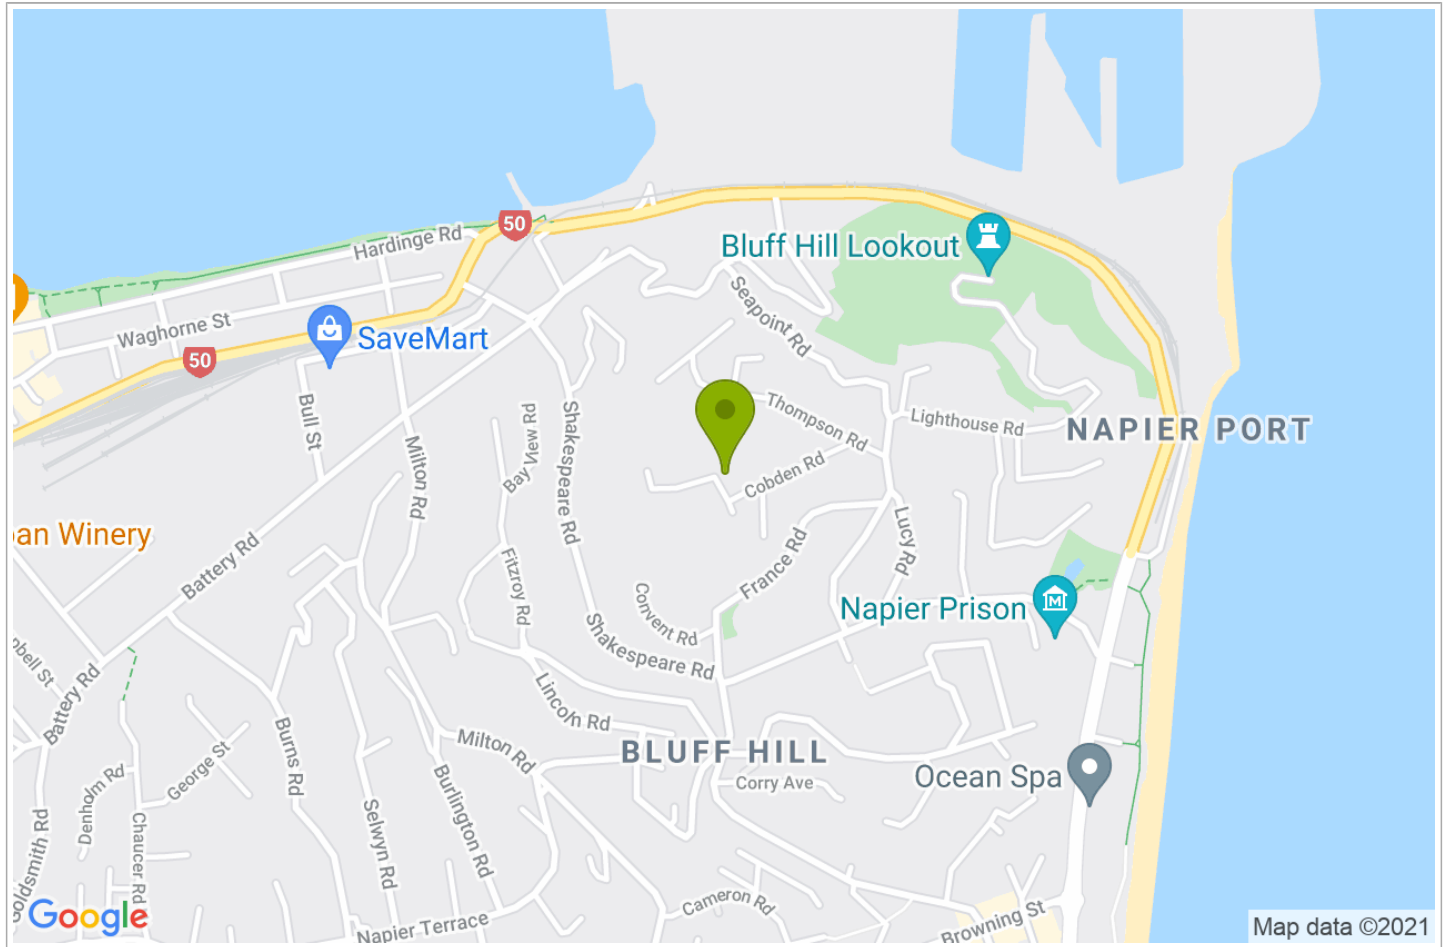 50
Hardinge Rd
Bluff Hill Lookout
Seapoint Rd
Waghorne St
SaveMart
50
Bull St
Milton Rd
Bay View Rd
Shakespeare Rd
Thompson Rd
Lighthouse Rd
NAPIER PORT
Cobden Rd
Lucy Rd
an Winery
Battery Rd
Fitzroy Rd
France Rd
Convent Rd
Napier Prison
M
Shakespeare Rd
bell St
Battery Rd
Lincoln Rd
Burns Rd
Milton Rd
BLUFF HILL
Corry Ave
Ocean Spa
George St
Denholm Rd
Chaucer Rd
Goldsmith Rd
Selwyn Rd
Burlington Rd
Cameron Rd
Napier Terrace
Browning St
Google
Map data ©2021